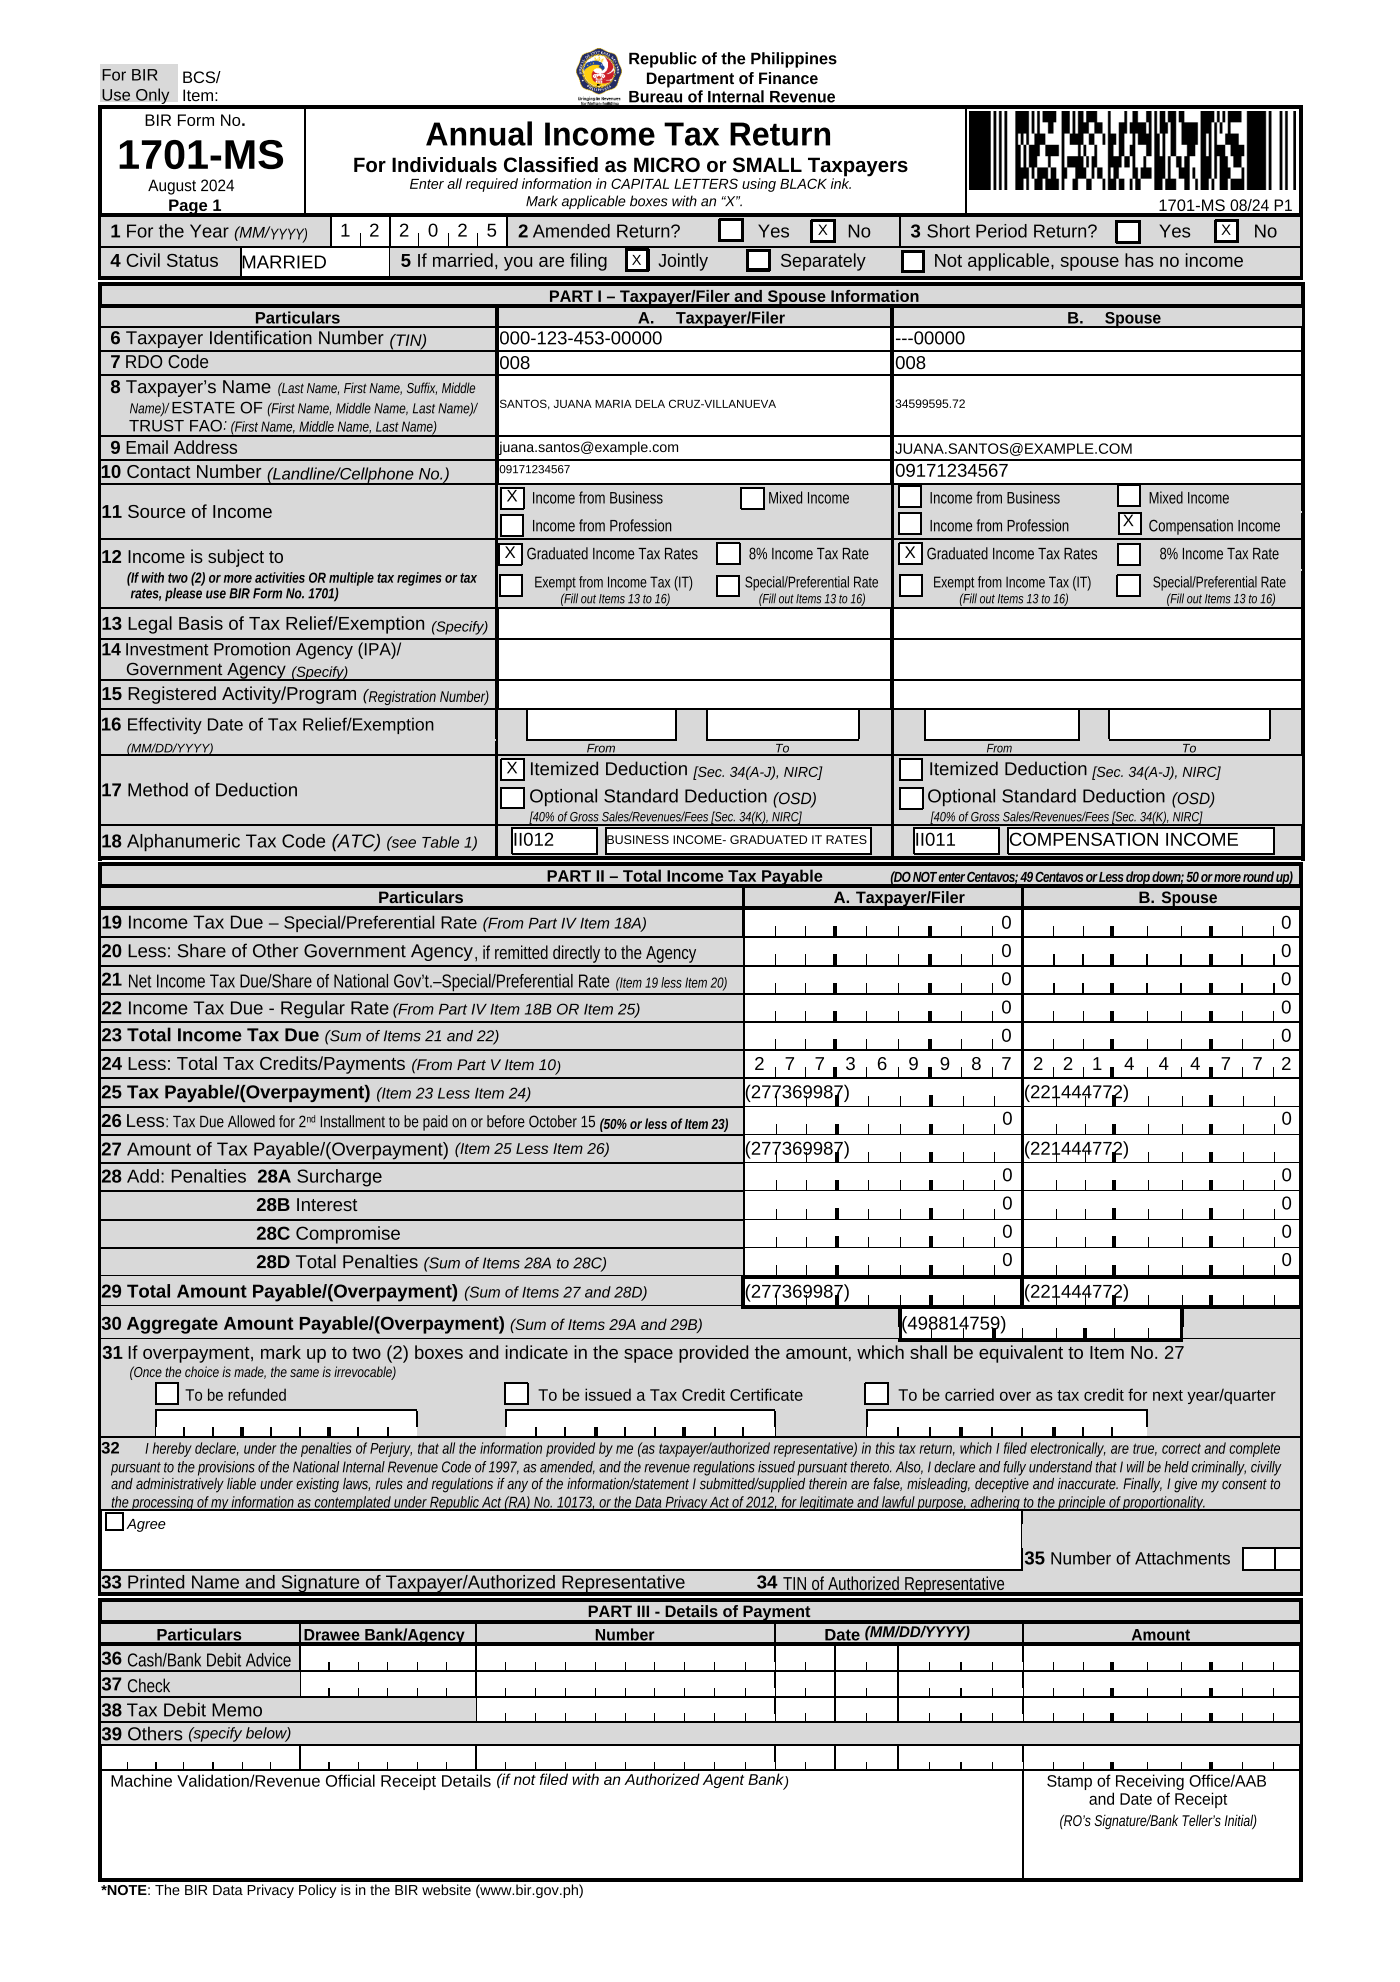 For BIR
Use Only
BCS/
Item:
Republic of the Philippines
Department of Finance
Bureau of Internal Revenue
BIR Form No.
1701-MS
August 2024
Page 1
Annual Income Tax Return
For Individuals Classified as MICRO or SMALL Taxpayers
Enter all required information in CAPITAL LETTERS using BLACK ink.
Mark applicable boxes with an “X”.
1701-MS 08/24 P1
1 For the Year (MM/YYYY) 1 2 2 0 2 5 2 Amended Return? Yes X No 3 Short Period Return? Yes X No
4 Civil Status MARRIED 5 If married, you are filing X Jointly Separately Not applicable, spouse has no income
PART I – Taxpayer/Filer and Spouse Information
Particulars A. Taxpayer/Filer B. Spouse
6 Taxpayer Identification Number (TIN) 000-123-453-00000 ---00000
7 RDO Code 008 008
8 Taxpayer’s Name (Last Name, First Name, Suffix, Middle
Name)/ ESTATE OF (First Name, Middle Name, Last Name)/
TRUST FAO: (First Name, Middle Name, Last Name)
SANTOS, JUANA MARIA DELA CRUZ-VILLANUEVA 34599595.72
9 Email Address juana.santos@example.com JUANA.SANTOS@EXAMPLE.COM
10 Contact Number (Landline/Cellphone No.) 09171234567 09171234567
11 Source of Income
X Income from Business Mixed Income Income from Business Mixed Income
Income from Profession Income from Profession X Compensation Income
12 Income is subject to
(If with two (2) or more activities OR multiple tax regimes or tax
rates, please use BIR Form No. 1701)
X Graduated Income Tax Rates 8% Income Tax Rate X Graduated Income Tax Rates 8% Income Tax Rate
Exempt from Income Tax (IT) Special/Preferential Rate Exempt from Income Tax (IT) Special/Preferential Rate
(Fill out Items 13 to 16) (Fill out Items 13 to 16) (Fill out Items 13 to 16) (Fill out Items 13 to 16)
13 Legal Basis of Tax Relief/Exemption (Specify)
14 Investment Promotion Agency (IPA)/
Government Agency (Specify)
15 Registered Activity/Program (Registration Number)
16 Effectivity Date of Tax Relief/Exemption
(MM/DD/YYYY) From To From To
17 Method of Deduction
X Itemized Deduction [Sec. 34(A-J), NIRC] Itemized Deduction [Sec. 34(A-J), NIRC]
Optional Standard Deduction (OSD) Optional Standard Deduction (OSD)
[40% of Gross Sales/Revenues/Fees [Sec. 34(K), NIRC] [40% of Gross Sales/Revenues/Fees [Sec. 34(K), NIRC]
18 Alphanumeric Tax Code (ATC) (see Table 1) II012 BUSINESS INCOME- GRADUATED IT RATES II011 COMPENSATION INCOME
PART II – Total Income Tax Payable (DO NOT enter Centavos; 49 Centavos or Less drop down; 50 or more round up)
Particulars A. Taxpayer/Filer B. Spouse
19 Income Tax Due – Special/Preferential Rate (From Part IV Item 18A) 0 0
20 Less: Share of Other Government Agency, if remitted directly to the Agency 0 0
21 Net Income Tax Due/Share of National Gov’t.–Special/Preferential Rate (Item 19 less Item 20) 0 0
22 Income Tax Due - Regular Rate (From Part IV Item 18B OR Item 25) 0 0
23 Total Income Tax Due (Sum of Items 21 and 22) 0 0
24 Less: Total Tax Credits/Payments (From Part V Item 10) 2 7 7 3 6 9 9 8 7 2 2 1 4 4 4 7 7 2
25 Tax Payable/(Overpayment) (Item 23 Less Item 24) (277369987) (221444772)
26 Less: Tax Due Allowed for 2nd Installment to be paid on or before October 15 (50% or less of Item 23) 0 0
27 Amount of Tax Payable/(Overpayment) (Item 25 Less Item 26) (277369987) (221444772)
28 Add: Penalties 28A Surcharge 0 0
28B Interest 0 0
28C Compromise 0 0
28D Total Penalties (Sum of Items 28A to 28C) 0 0
29 Total Amount Payable/(Overpayment) (Sum of Items 27 and 28D) (277369987) (221444772)
30 Aggregate Amount Payable/(Overpayment) (Sum of Items 29A and 29B) (498814759)
31 If overpayment, mark up to two (2) boxes and indicate in the space provided the amount, which shall be equivalent to Item No. 27
(Once the choice is made, the same is irrevocable)
To be refunded To be issued a Tax Credit Certificate To be carried over as tax credit for next year/quarter
32 I hereby declare, under the penalties of Perjury, that all the information provided by me (as taxpayer/authorized representative) in this tax return, which I filed electronically, are true, correct and complete
pursuant to the provisions of the National Internal Revenue Code of 1997, as amended, and the revenue regulations issued pursuant thereto. Also, I declare and fully understand that I will be held criminally, civilly
and administratively liable under existing laws, rules and regulations if any of the information/statement I submitted/supplied therein are false, misleading, deceptive and inaccurate. Finally, I give my consent to
the processing of my information as contemplated under Republic Act (RA) No. 10173, or the Data Privacy Act of 2012, for legitimate and lawful purpose, adhering to the principle of proportionality.
Agree
35 Number of Attachments
33 Printed Name and Signature of Taxpayer/Authorized Representative 34 TIN of Authorized Representative
PART III - Details of Payment
Particulars Drawee Bank/Agency Number Date (MM/DD/YYYY) Amount
36 Cash/Bank Debit Advice
37 Check
38 Tax Debit Memo
39 Others (specify below)
Machine Validation/Revenue Official Receipt Details (if not filed with an Authorized Agent Bank)
Stamp of Receiving Office/AAB
and Date of Receipt
(RO’s Signature/Bank Teller’s Initial)
*NOTE: The BIR Data Privacy Policy is in the BIR website (www.bir.gov.ph)